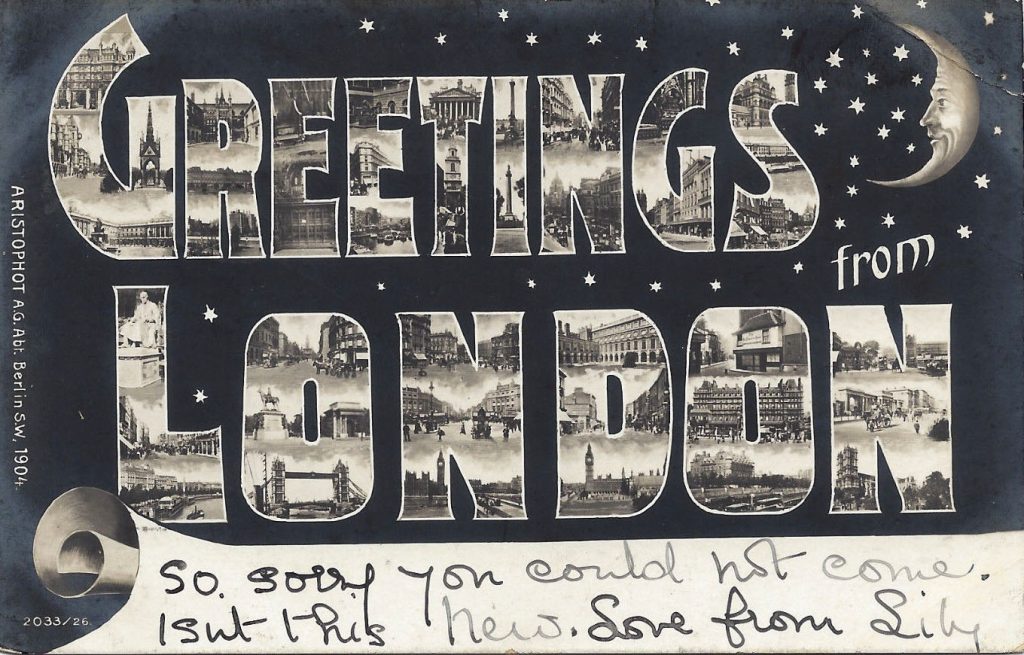 GREETINGS
from
LONDON
ARISTOPHOT A.G. Abt. Berlin S.W. 1904.
2033/26
So. sorry you could not come.
Isnt this New. Love from Lily